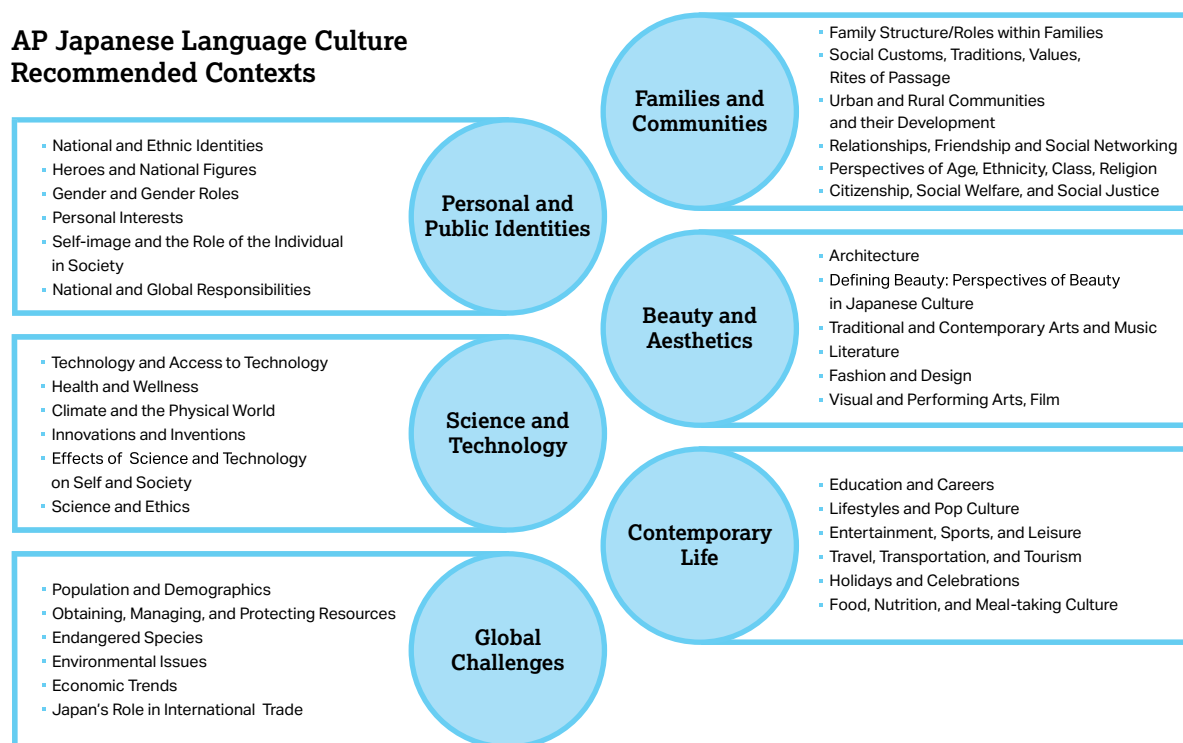 AP Japanese Language Culture
Recommended Contexts
National and Ethnic Identities
Heroes and National Figures
Gender and Gender Roles
Personal Interests
Self-image and the Role of the Individual
in Society
National and Global Responsibilities
Personal and
Public Identities
Technology and Access to Technology
Health and Wellness
Climate and the Physical World
Innovations and Inventions
Effects of Science and Technology
on Self and Society
Science and Ethics
Science and
Technology
Population and Demographics
Obtaining, Managing, and Protecting Resources
Endangered Species
Environmental Issues
Economic Trends
Japan's Role in International Trade
Global
Challenges
Families and
Communities
Family Structure/Roles within Families
Social Customs, Traditions, Values,
Rites of Passage
Urban and Rural Communities
and their Development
Relationships, Friendship and Social Networking
Perspectives of Age, Ethnicity, Class, Religion
Citizenship, Social Welfare, and Social Justice
Beauty and
Aesthetics
Architecture
Defining Beauty: Perspectives of Beauty
in Japanese Culture
Traditional and Contemporary Arts and Music
Literature
Fashion and Design
Visual and Performing Arts, Film
Contemporary
Life
Education and Careers
Lifestyles and Pop Culture
Entertainment, Sports, and Leisure
Travel, Transportation, and Tourism
Holidays and Celebrations
Food, Nutrition, and Meal-taking Culture